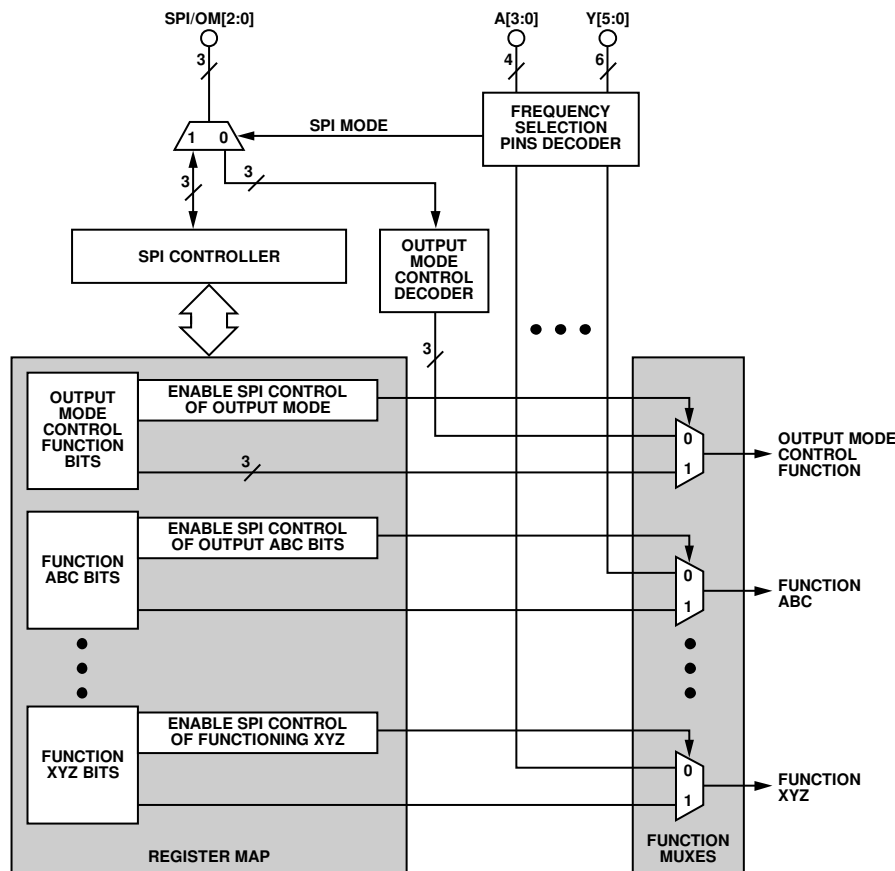 SPI/OM[2:0]
A[3:0]
Y[5:0]
3
4
6
FREQUENCY
SELECTION
PINS DECODER
SPI MODE
1 0
3
3
SPI CONTROLLER
OUTPUT
MODE
CONTROL
DECODER
3
OUTPUT
MODE
CONTROL
FUNCTION
BITS
ENABLE SPI CONTROL
OF OUTPUT MODE
3
0
1
OUTPUT MODE
CONTROL
FUNCTION
FUNCTION
ABC BITS
ENABLE SPI CONTROL
OF OUTPUT ABC BITS
0
1
FUNCTION
ABC
FUNCTION
XYZ BITS
ENABLE SPI CONTROL
OF FUNCTIONING XYZ
0
1
FUNCTION
XYZ
REGISTER MAP
FUNCTION
MUXES